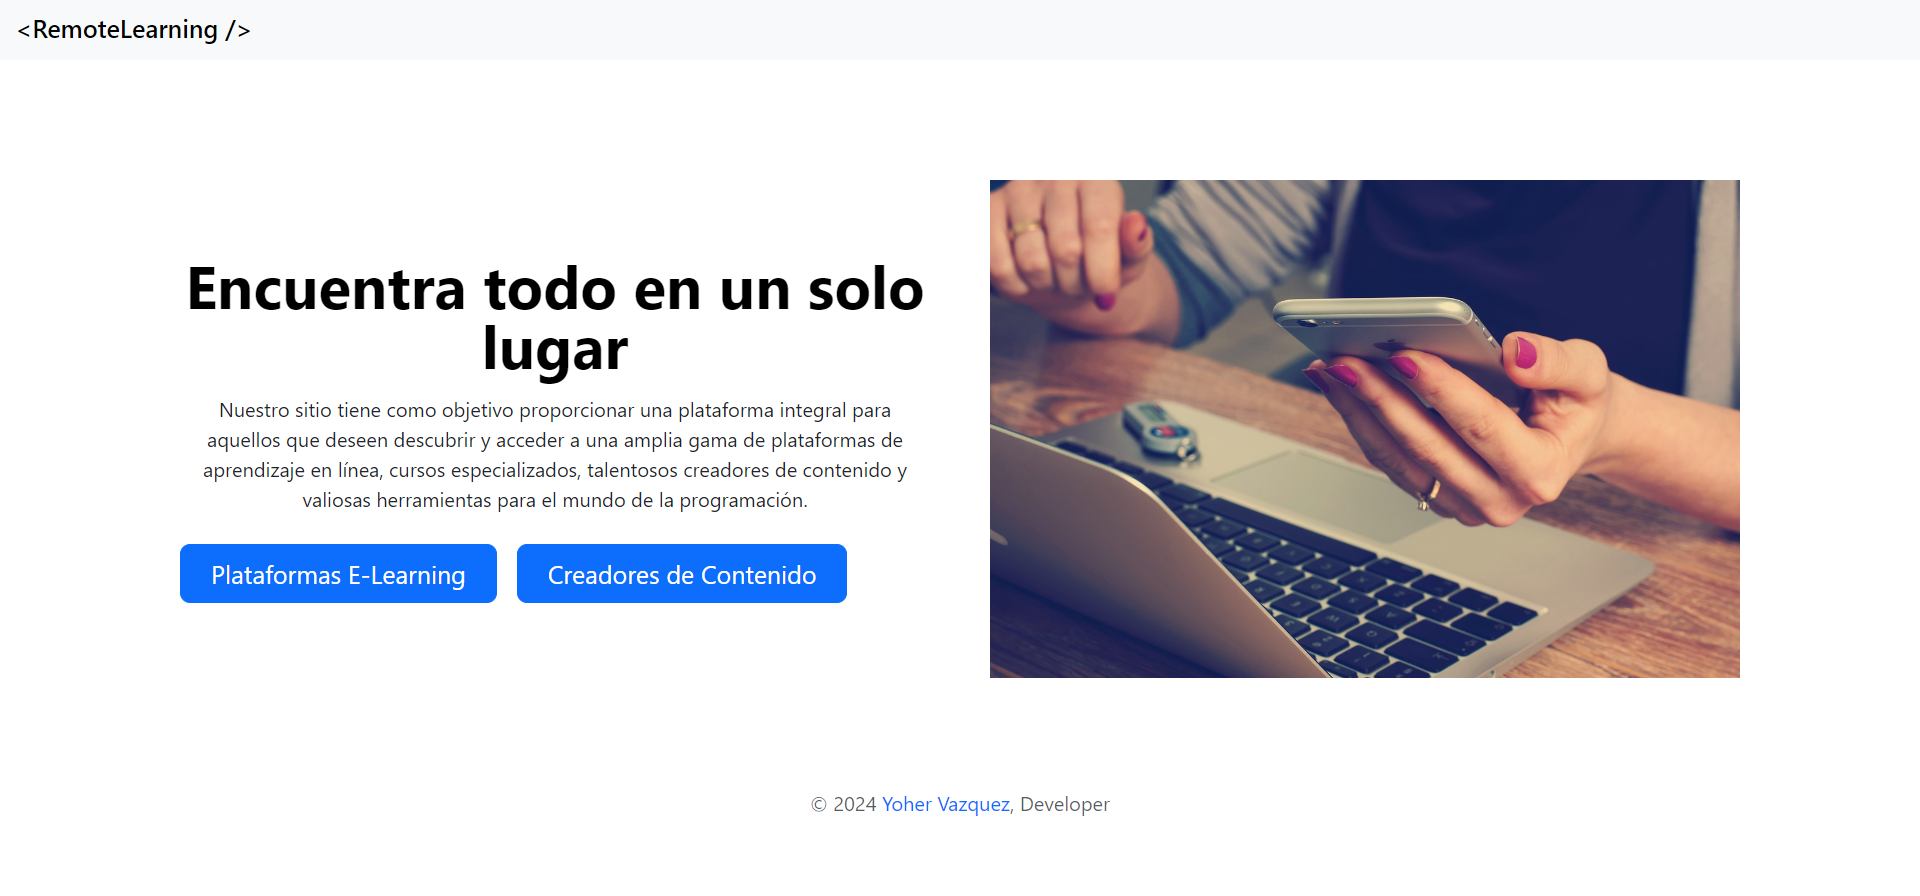 <RemoteLearning />
Encuentra todo en un solo
lugar
Nuestro sitio tiene como objetivo proporcionar una plataforma integral para
aquellos que deseen descubrir y acceder a una amplia gama de plataformas de
aprendizaje en línea, cursos especializados, talentosos creadores de contenido y
valiosas herramientas para el mundo de la programación.
Plataformas E-Learning
Creadores de Contenido
© 2024 Yoher Vazquez, Developer